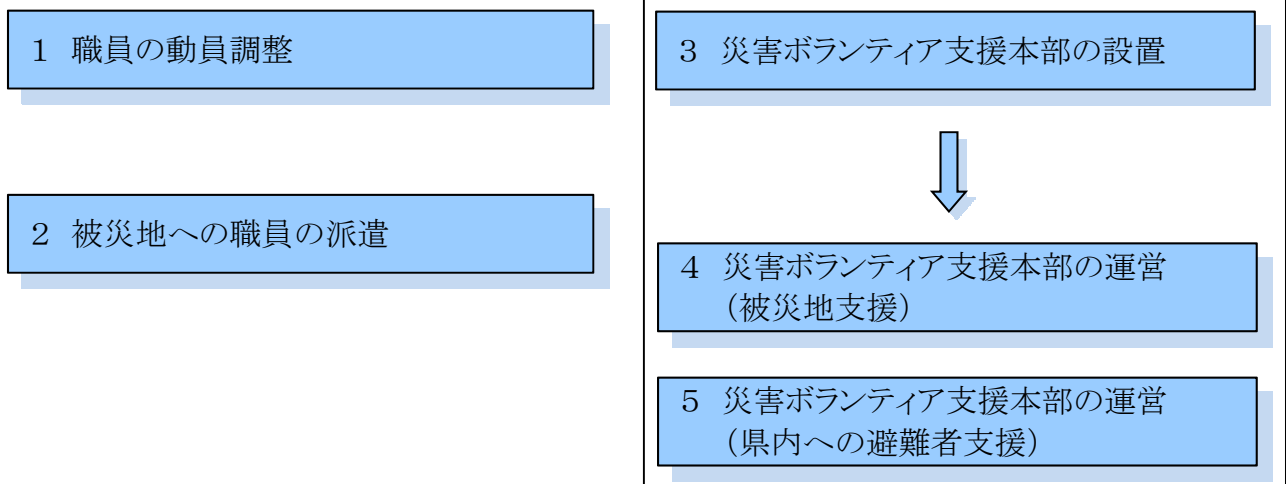 １ 職員の動員調整
２ 被災地への職員の派遣
３ 災害ボランティア支援本部の設置
４ 災害ボランティア支援本部の運営
（被災地支援）
５ 災害ボランティア支援本部の運営
（県内への避難者支援）